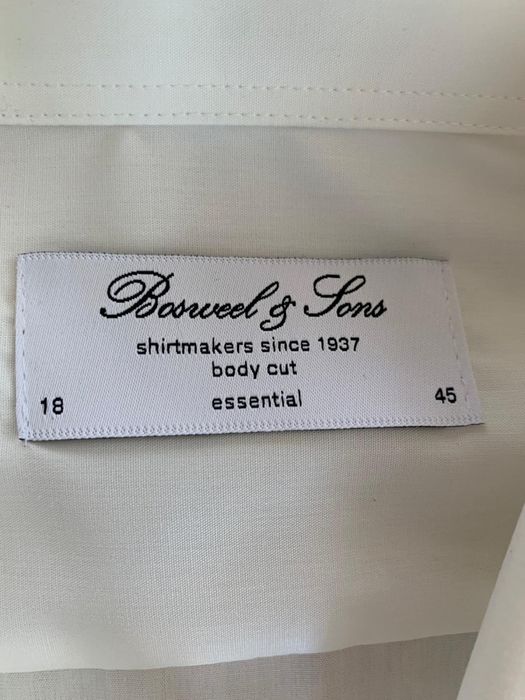 Bosweel & Sons
shirtmakers since 1937
body cut
18 essential 45